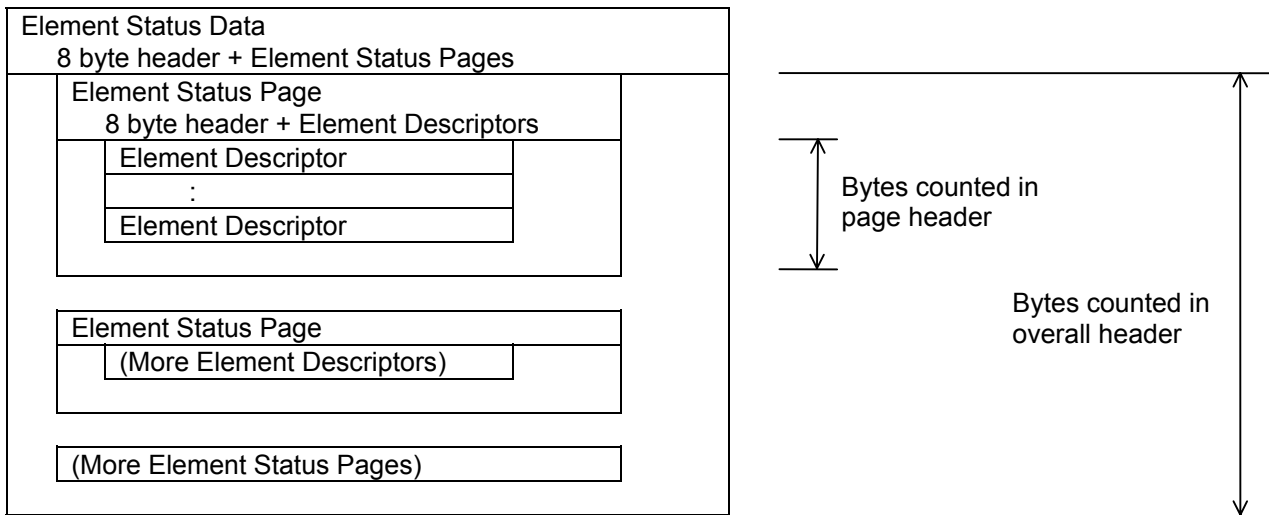 Element Status Data
8 byte header + Element Status Pages
Element Status Page
8 byte header + Element Descriptors
Element Descriptor
:
Element Descriptor
Bytes counted in
page header
Element Status Page
(More Element Descriptors)
Bytes counted in
overall header
(More Element Status Pages)